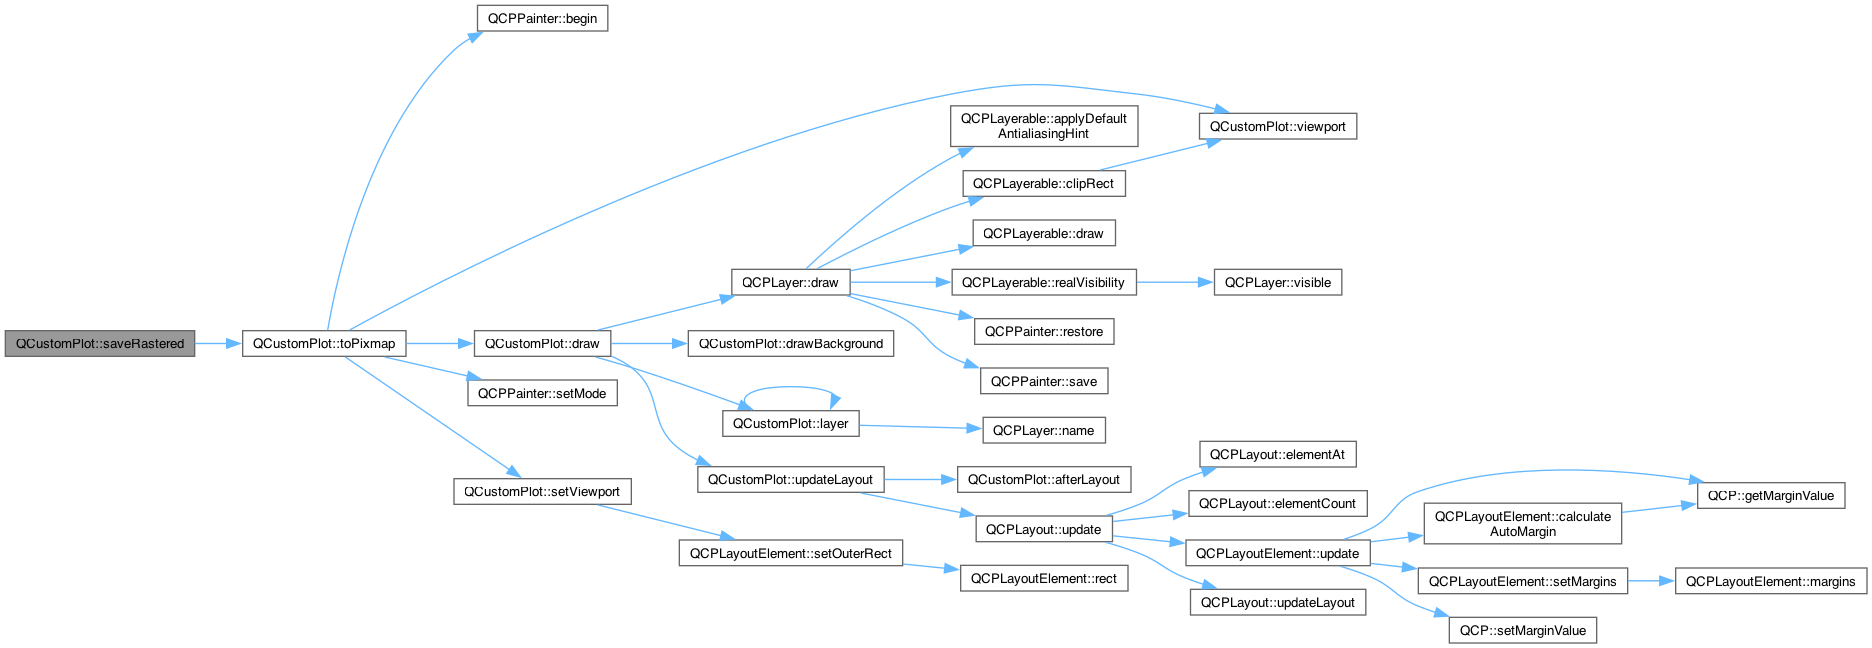 QCPPainter::begin
QCPLayerable::applyDefault
AntialiasingHint
QCustomPlot::viewport
QCPLayerable::clipRect
QCPLayerable::draw
QCPLayer::draw
QCPLayerable::realVisibility
QCPLayer::visible
QCPPainter::restore
QCustomPlot::saveRastered
QCustomPlot::toPixmap
QCustomPlot::draw
QCustomPlot::drawBackground
QCPPainter::setMode
QCPPainter::save
QCustomPlot::layer
QCPLayer::name
QCPLayout::elementAt
QCustomPlot::updateLayout
QCustomPlot::afterLayout
QCustomPlot::setViewport
QCPLayout::elementCount
QCP::getMarginValue
QCPLayoutElement::calculate
AutoMargin
QCPLayout::update
QCPLayoutElement::setOuterRect
QCPLayoutElement::update
QCPLayoutElement::rect
QCPLayoutElement::setMargins
QCPLayoutElement::margins
QCPLayout::updateLayout
QCP::setMarginValue